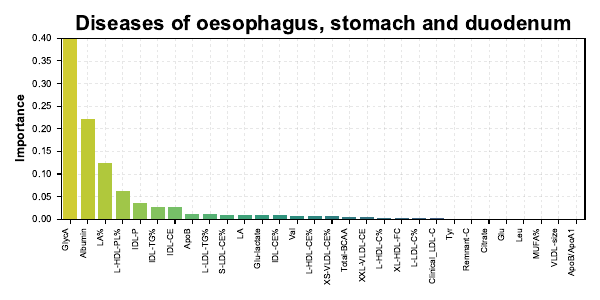 Diseases of oesophagus, stomach and duodenum
Importance
0.40
0.35
0.30
0.25
0.20
0.15
0.10
0.05
0.00
GlycA
Albumin
LA%
L-HDL-PL%
IDL-P
IDL-TG%
IDL-CE
ApoB
L-LDL-TG%
S-LDL-CE%
LA
Glu-lactate
IDL-CE%
Val
L-HDL-CE%
XS-VLDL-CE%
Total-BCAA
XXL-VLDL-CE
L-HDL-C%
XL-HDL-FC
L-LDL-C%
Clinical_LDL-C
Tyr
Remnant-C
Citrate
Glu
Leu
MUFA%
VLDL-size
ApoB/ApoA1